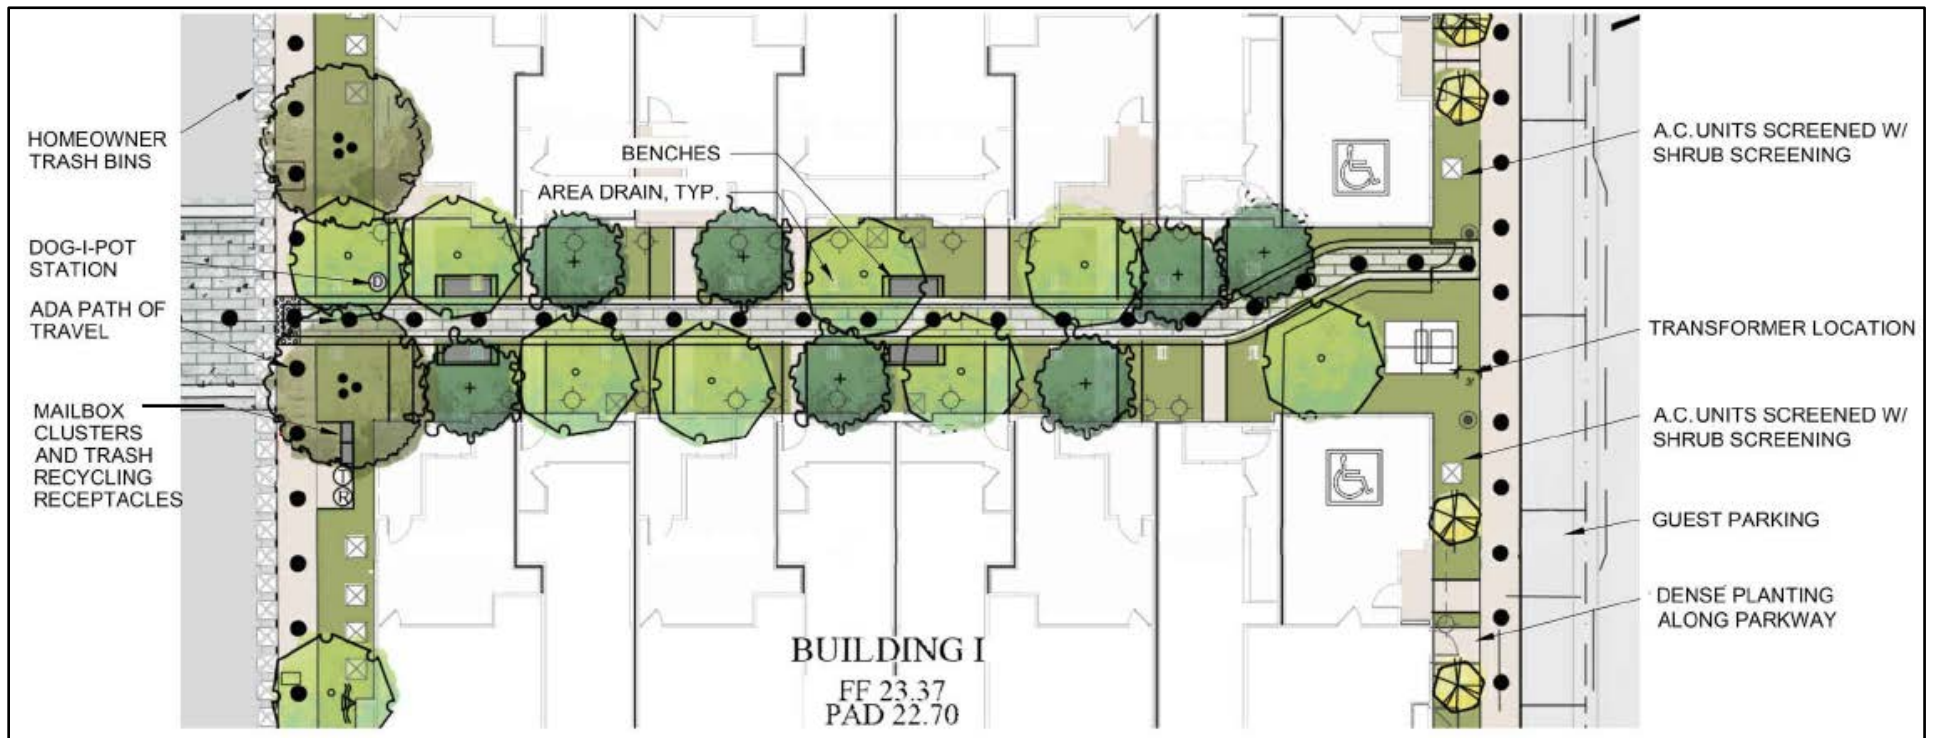 HOMEOWNER
TRASH BINS
DOG-I-POT
STATION
ADA PATH OF
TRAVEL
MAILBOX
CLUSTERS
AND TRASH
RECYCLING
RECEPTACLES
BENCHES
AREA DRAIN, TYP.
D
T
R
BUILDING I
FF 23.37
PAD 22.70
A.C.UNITS SCREENED W/
SHRUB SCREENING
TRANSFORMER LOCATION
3'
A.C.UNITS SCREENED W/
SHRUB SCREENING
GUEST PARKING
DENSE PLANTING
ALONG PARKWAY